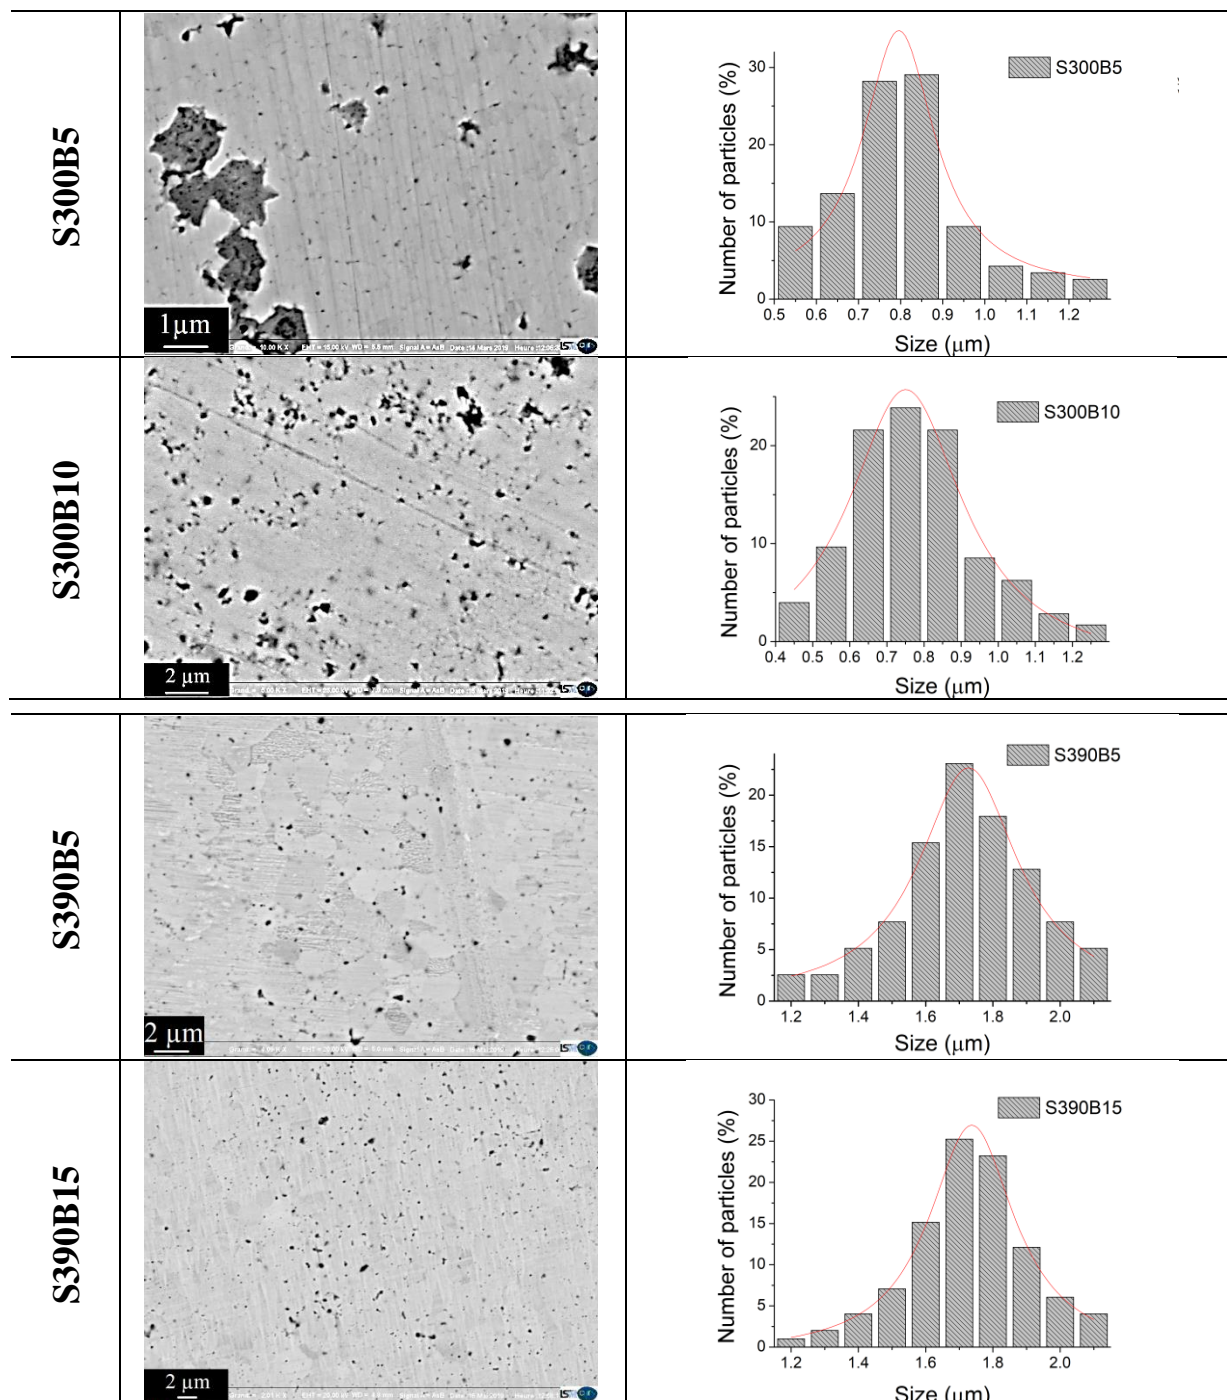 S300B5
1μm
Number of particles (%)
30
20
10
0
0.5 0.6 0.7 0.8 0.9 1.0 1.1 1.2
Size (μm)
S300B5
S300B10
2 μm
Number of particles (%)
20
10
0
0.4 0.5 0.6 0.7 0.8 0.9 1.0 1.1 1.2
Size (μm)
S300B10
S390B5
2 μm
Number of particles (%)
20
15
10
5
0
1.2 1.4 1.6 1.8 2.0
Size (μm)
S390B5
S390B15
2 μm
Number of particles (%)
30
25
20
15
10
5
0
1.2 1.4 1.6 1.8 2.0
Size (μm)
S390B15